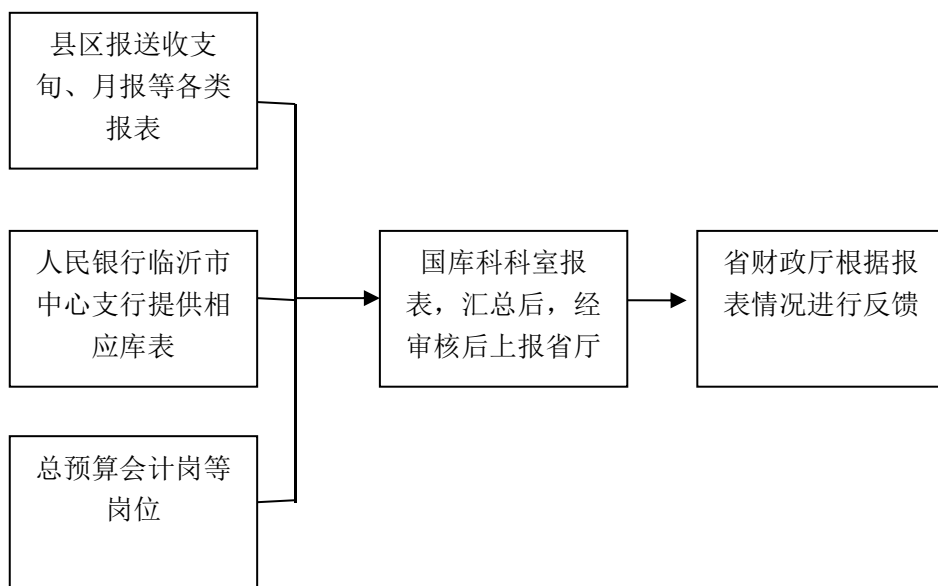 县区报送收支
旬、月报等各类
报表
人民银行临沂市
中心支行提供相
应库表
总预算会计岗等
岗位
国库科科室报
表，汇总后，经
审核后上报省厅
省财政厅根据报
表情况进行反馈